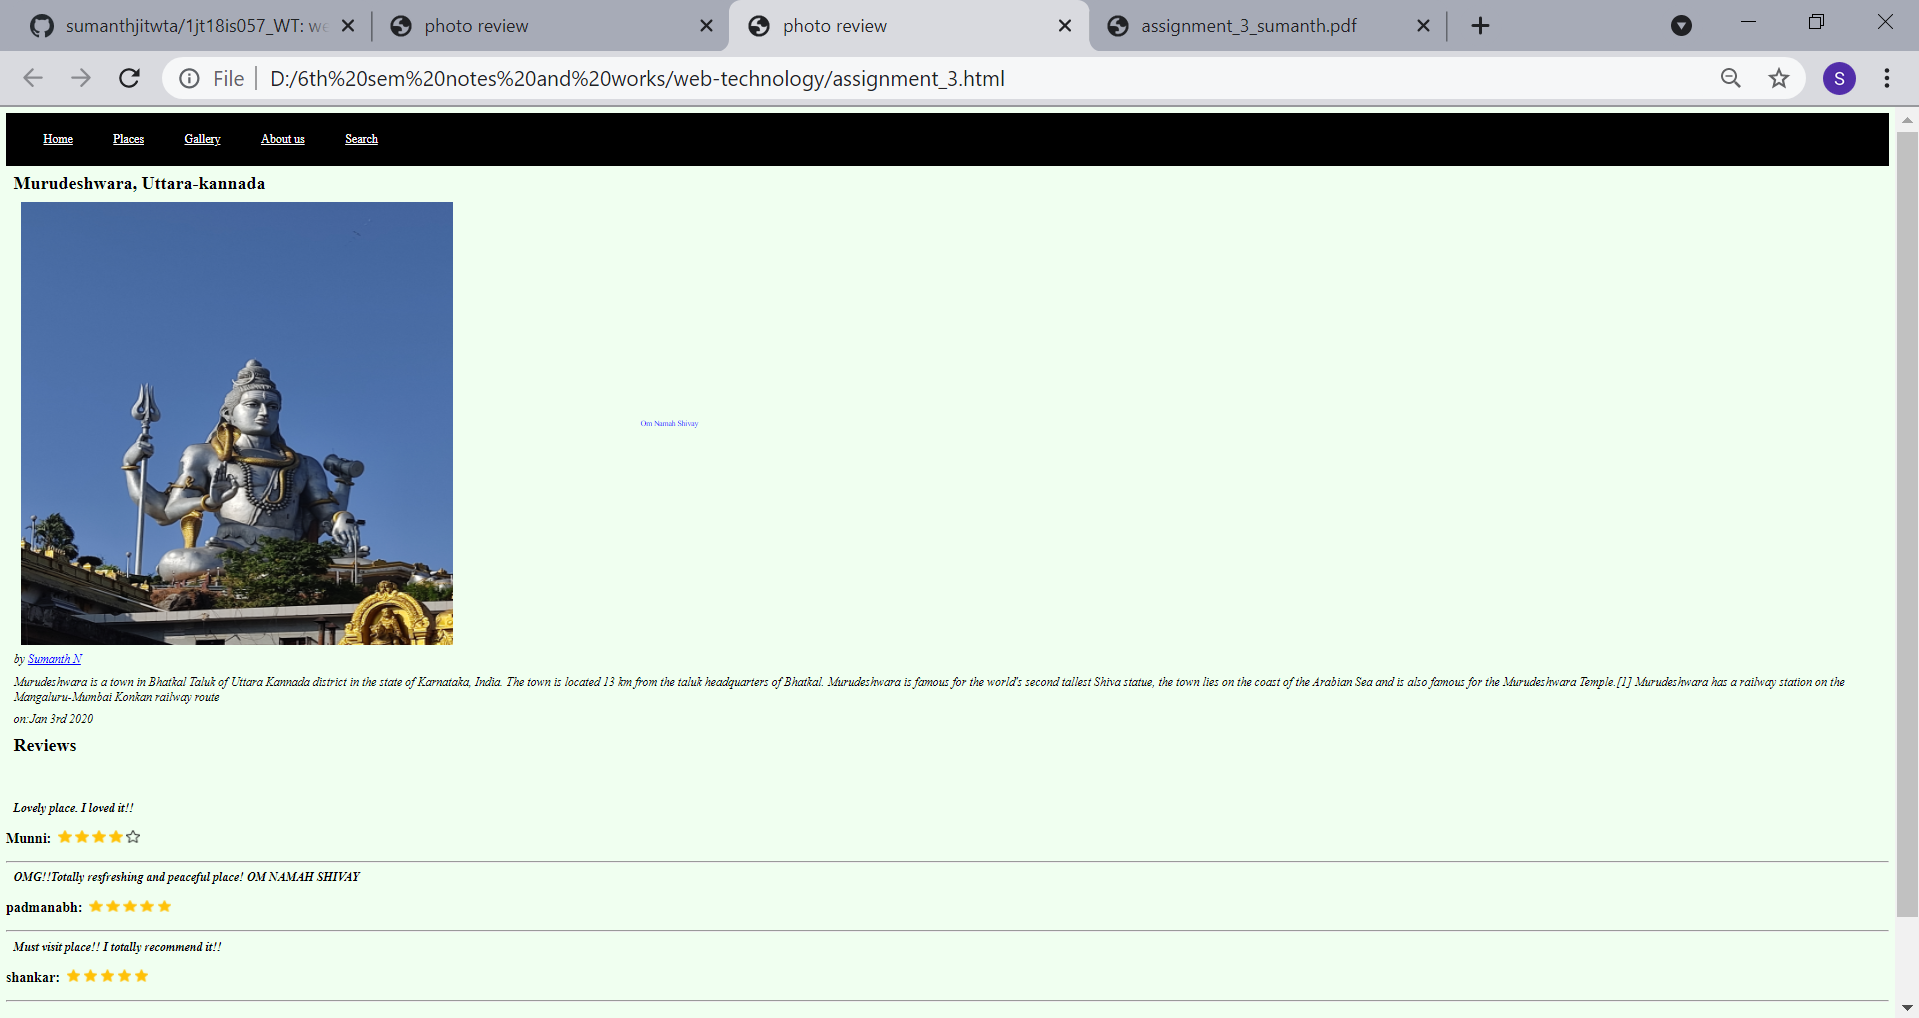 sumanthjitwta/1jt18is057_WT: we
photo review
photo review
assignment_3_sumanth.pdf
File
D:/6th%20sem%20notes%20and%20works/web-technology/assignment_3.html
S
Home Places Gallery About us Search
Murudeshwara, Uttara-kannada
Om Namah Shivay
by Sumanth N
Murudeshwara is a town in Bhatkal Taluk of Uttara Kannada district in the state of Karnataka, India. The town is located 13 km from the taluk headquarters of Bhatkal. Murudeshwara is famous for the world's second tallest Shiva statue, the town lies on the coast of the Arabian Sea and is also famous for the Murudeshwara Temple.[1] Murudeshwara has a railway station on the
Mangaluru-Mumbai Konkan railway route
on:Jan 3rd 2020
Reviews
Lovely place. I loved it!!
Munni:
OMG!!Totally resfreshing and peaceful place! OM NAMAH SHIVAY
padmanabh:
Must visit place!! I totally recommend it!!
shankar: